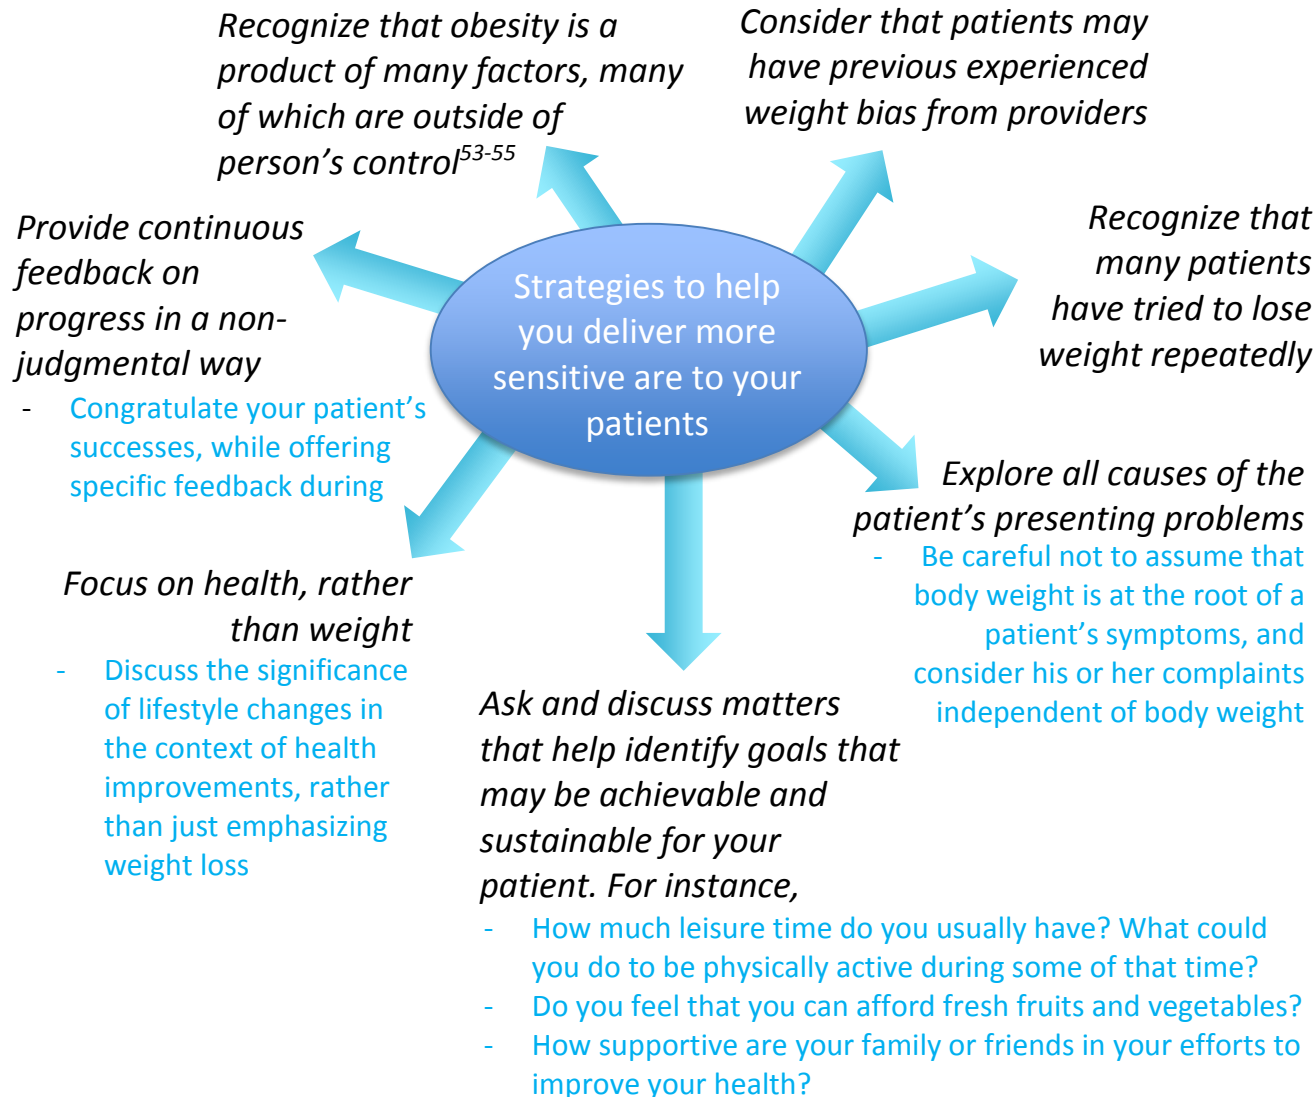 Recognize that obesity is a
product of many factors, many
of which are outside of
person’s control53-55
Consider that patients may
have previous experienced
weight bias from providers
Provide continuous
feedback on
progress in a non-
judgmental way
- Congratulate your patient’s
successes, while offering
specific feedback during
Strategies to help
you deliver more
sensitive are to your
patients
Recognize that
many patients
have tried to lose
weight repeatedly
Explore all causes of the
patient’s presenting problems
- Be careful not to assume that
body weight is at the root of a
patient’s symptoms, and
consider his or her complaints
independent of body weight
Focus on health, rather
than weight
- Discuss the significance
of lifestyle changes in
the context of health
improvements, rather
than just emphasizing
weight loss
Ask and discuss matters
that help identify goals that
may be achievable and
sustainable for your
patient. For instance,
- How much leisure time do you usually have? What could
you do to be physically active during some of that time?
- Do you feel that you can afford fresh fruits and vegetables?
- How supportive are your family or friends in your efforts to
improve your health?